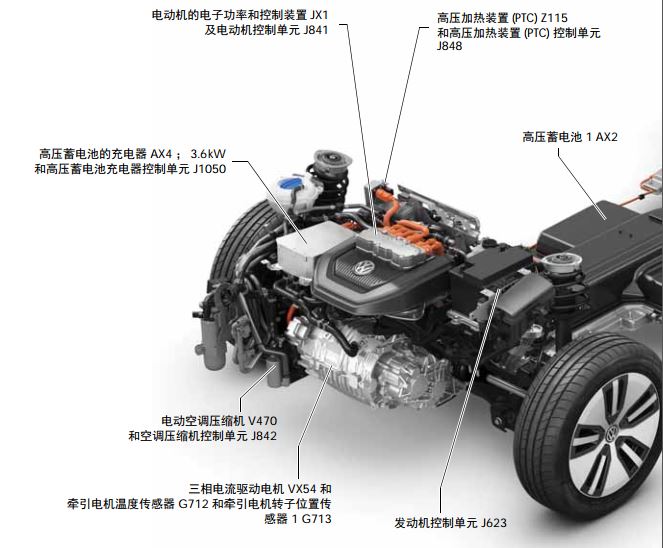 电动机的电子功率和控制装置 JX1
及电动机控制单元 J841
高压加热装置 (PTC) Z115
和高压加热装置 (PTC) 控制单元
J848
高压蓄电池 1 AX2
高压蓄电池的充电器 AX4 ； 3.6kW
和高压蓄电池充电器控制单元 J1050
电动空调压缩机 V470
和空调压缩机控制单元 J842
三相电流驱动电机 VX54 和
牵引电机温度传感器 G712 和牵引电机转子位置传
感器 1 G713
发动机控制单元 J623